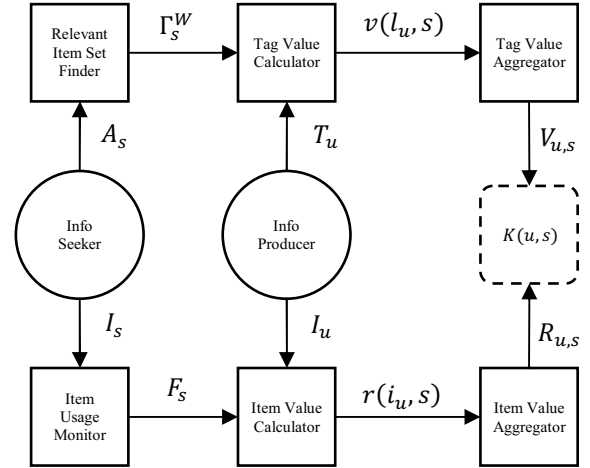 Relevant
Item Set
Finder
Γ_s^W
Tag Value
Calculator
v(l_u, s)
Tag Value
Aggregator
A_s
T_u
V_{u,s}
Info
Seeker
Info
Producer
K(u, s)
I_s
I_u
R_{u,s}
Item
Usage
Monitor
F_s
Item Value
Calculator
r(i_u, s)
Item Value
Aggregator